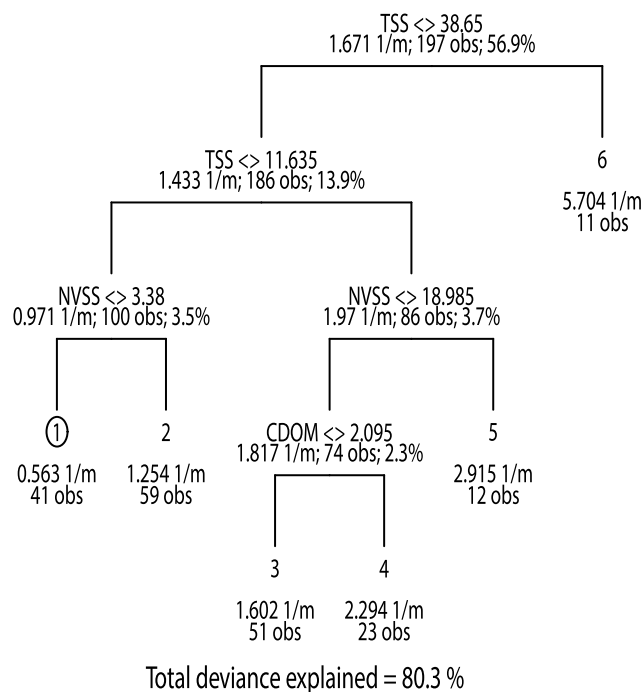 TSS <> 38.65
1.671 1/m; 197 obs; 56.9%
TSS <> 11.635
1.433 1/m; 186 obs; 13.9%
6
5.704 1/m
11 obs
NVSS <> 3.38
0.971 1/m; 100 obs; 3.5%
NVSS <> 18.985
1.97 1/m; 86 obs; 3.7%
1
0.563 1/m
41 obs
2
1.254 1/m
59 obs
CDOM <> 2.095
1.817 1/m; 74 obs; 2.3%
5
2.915 1/m
12 obs
3
1.602 1/m
51 obs
4
2.294 1/m
23 obs
Total deviance explained = 80.3 %